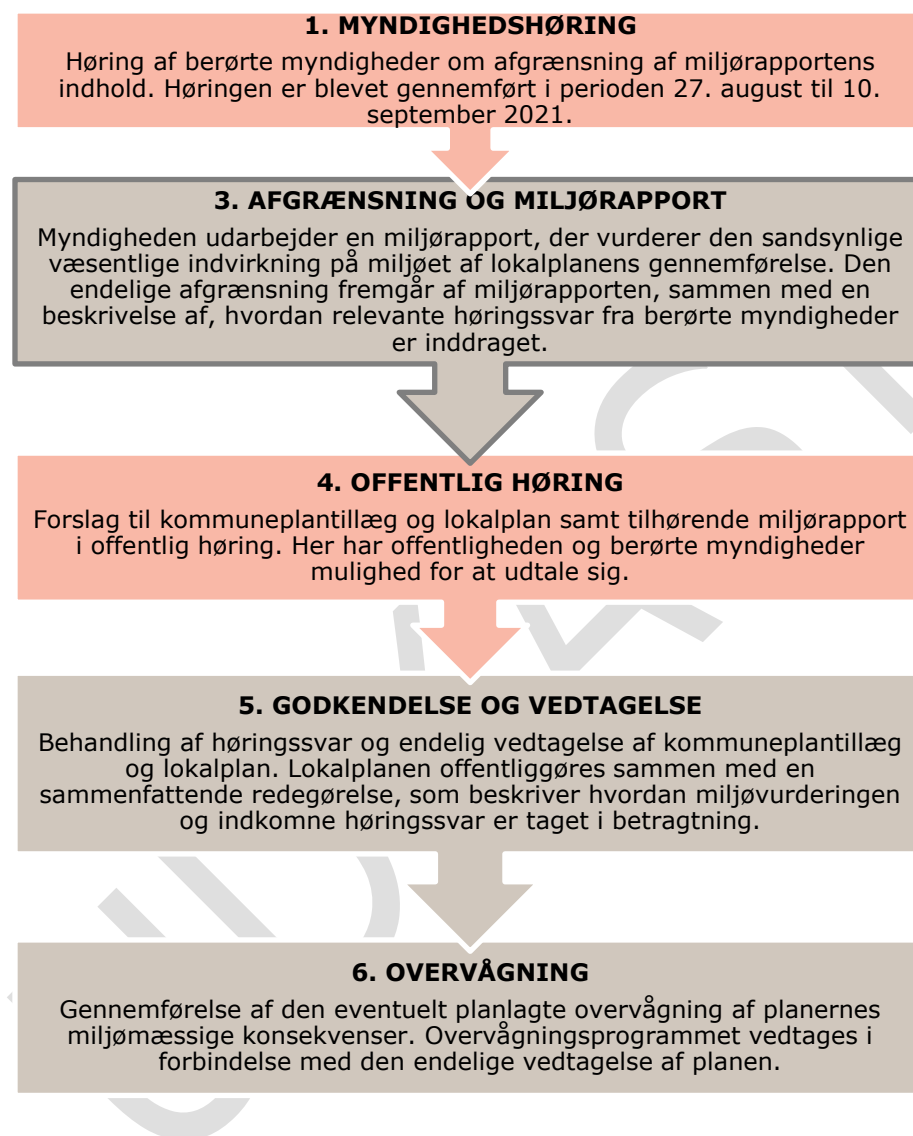 1. MYNDIGHEDSHØRING
Høring af berørte myndigheder om afgrænsning af miljørapportens
indhold. Høringen er blevet gennemført i perioden 27. august til 10.
september 2021.
3. AFGRÆNSNING OG MILJØRAPPORT
Myndigheden udarbejder en miljørapport, der vurderer den sandsynlige
væsentlige indvirkning på miljøet af lokalplanens gennemførelse. Den
endelige afgrænsning fremgår af miljørapporten, sammen med en
beskrivelse af, hvordan relevante høringssvar fra berørte myndigheder
er inddraget.
4. OFFENTLIG HØRING
Forslag til kommuneplantillæg og lokalplan samt tilhørende miljørapport
i offentlig høring. Her har offentligheden og berørte myndigheder
mulighed for at udtale sig.
5. GODKENDELSE OG VEDTAGELSE
Behandling af høringssvar og endelig vedtagelse af kommuneplantillæg
og lokalplan. Lokalplanen offentliggøres sammen med en
sammenfattende redegørelse, som beskriver hvordan miljøvurderingen
og indkomne høringssvar er taget i betragtning.
6. OVERVÅGNING
Gennemførelse af den eventuelt planlagte overvågning af planernes
miljømæssige konsekvenser. Overvågningsprogrammet vedtages i
forbindelse med den endelige vedtagelse af planen.